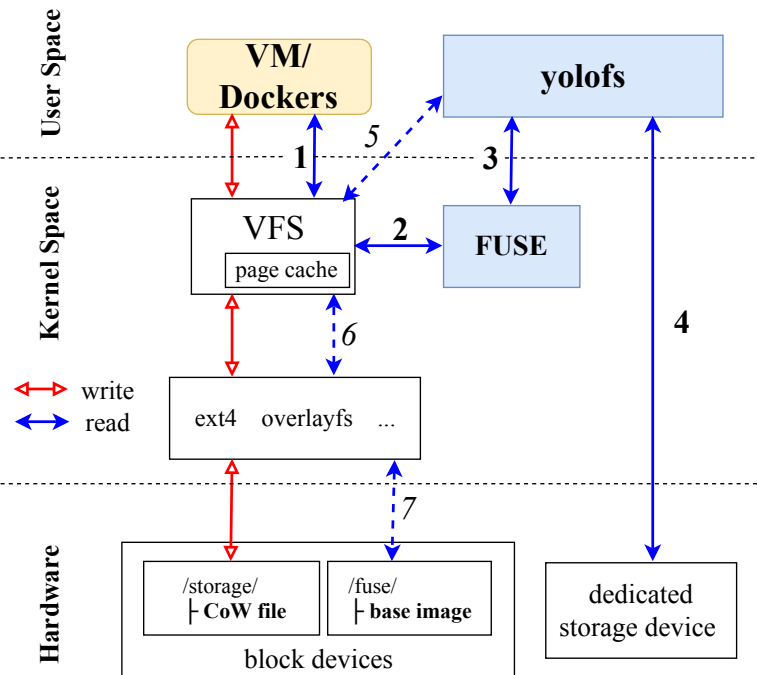 User Space
VM/
Dockers
yolofs
1
5
3
Kernel Space
VFS
page cache
2
FUSE
6
4
write
read
ext4 overlayfs ...
7
Hardware
/storage/
├ CoW file
/fuse/
├ base image
block devices
dedicated
storage device